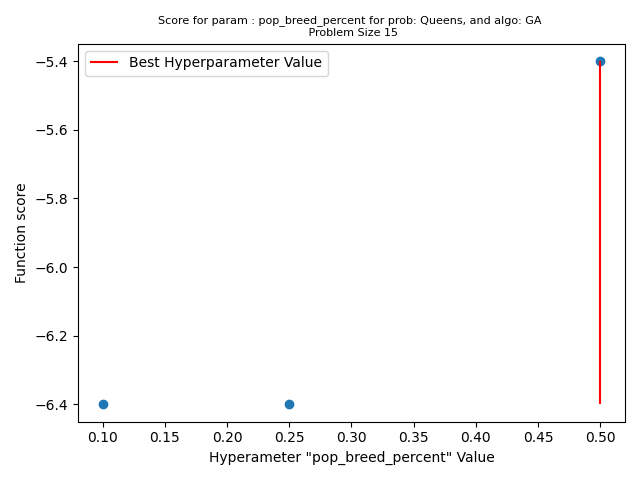 Score for param : pop_breed_percent for prob: Queens, and algo: GA
Problem Size 15
Best Hyperparameter Value
Function score
−5.4
−5.6
−5.8
−6.0
−6.2
−6.4
0.10 0.15 0.20 0.25 0.30 0.35 0.40 0.45 0.50
Hyperameter "pop_breed_percent" Value